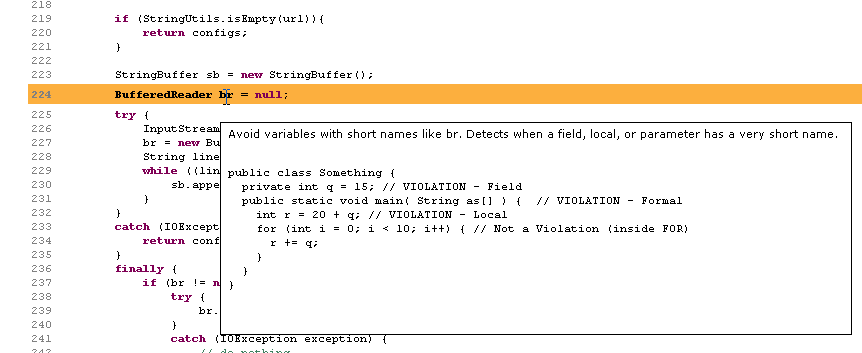 218
219 if (StringUtils.isEmpty(url)){
220 return configs;
221 }
222
223 StringBuffer sb = new StringBuffer();
224 BufferedReader br = null;
225 try {
226 InputStream
227 br = new Bu
228 String line
229 while ((lin
230 sb.appe
231 }
232 }
233 catch (IOExcept
234 return conf
235 }
236 finally {
237 if (br != n
238 try {
239 br.
240 }
241 catch (IOException exception) {
242 // do nothing
Avoid variables with short names like br. Detects when a field, local, or parameter has a very short name.
public class Something {
private int q = 15; // VIOLATION - Field
public static void main( String as[] ) { // VIOLATION - Formal
int r = 20 + q; // VIOLATION - Local
for (int i = 0; i < 10; i++) { // Not a Violation (inside FOR)
r += q;
}
}
}